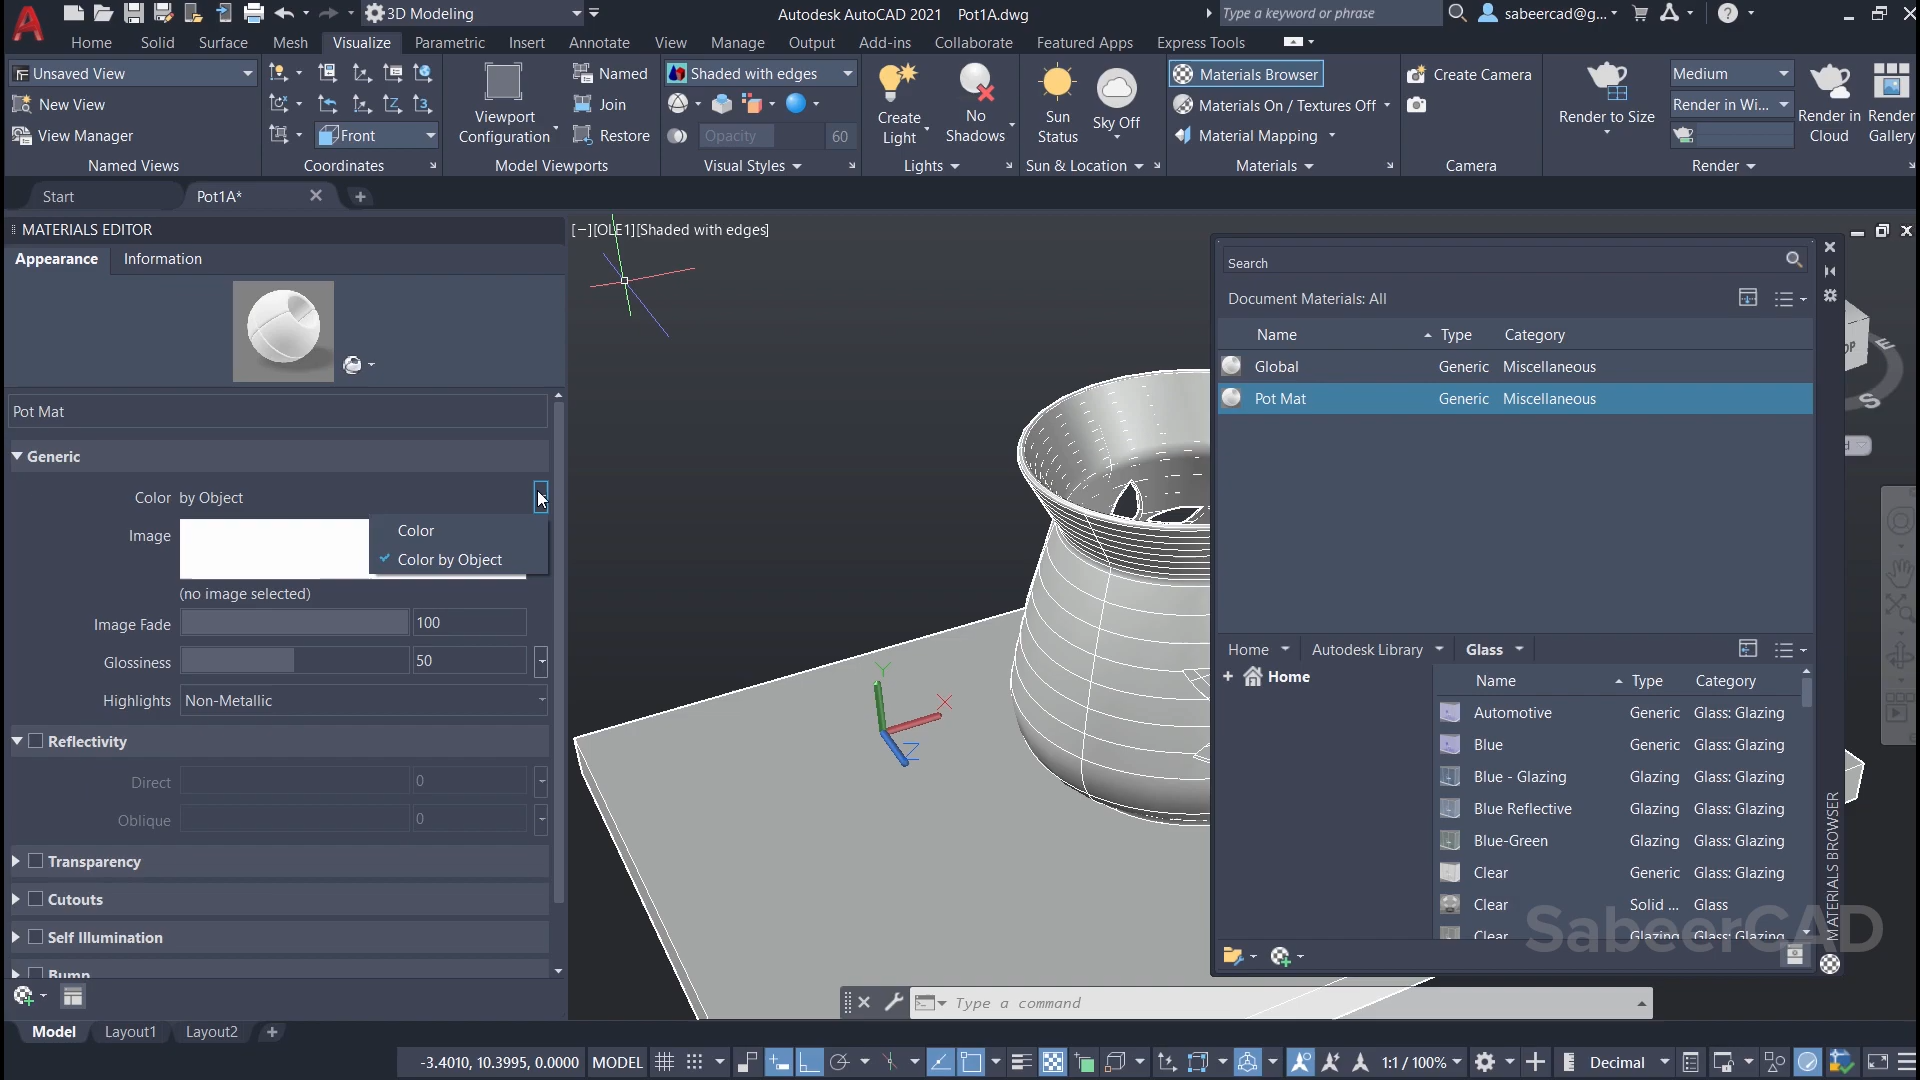 3D Modeling
Autodesk AutoCAD 2021 Pot1A.dwg
Type a keyword or phrase
sabeercad@g...
Home Solid Surface Mesh Visualize Parametric Insert Annotate View Manage Output Add-ins Collaborate Featured Apps Express Tools
Unsaved View
New View
View Manager
Named Views
Front
Coordinates
Viewport
Configuration
Named
Join
Restore
Model Viewports
Shaded with edges
Opacity 60
Visual Styles
Create
Light
No
Shadows
Lights
Sun
Status
Sky Off
Sun & Location
Materials Browser
Materials On / Textures Off
Material Mapping
Materials
Create Camera
Camera
Render to Size
Medium
Render in Wi...
Render in
Cloud
Render
Gallery
Render
Start Pot1A*
MATERIALS EDITOR
Appearance Information
Pot Mat
Generic
Color by Object
Image
Color
Color by Object
(no image selected)
Image Fade 100
Glossiness 50
Highlights Non-Metallic
Reflectivity
Direct 0
Oblique 0
Transparency
Cutouts
Self Illumination
Bump
[−][OLE1][Shaded with edges]
Y
X
Z
E
S
Search
Document Materials: All
Name Type Category
Global Generic Miscellaneous
Pot Mat Generic Miscellaneous
Home Autodesk Library Glass
Home
Name Type Category
Automotive Generic Glass: Glazing
Blue Generic Glass: Glazing
Blue - Glazing Glazing Glass: Glazing
Blue Reflective Glazing Glass: Glazing
Blue-Green Glazing Glass: Glazing
Clear Generic Glass: Glazing
Clear Solid ... Glass
Clear Glazing Glass: Glazing
MATERIALS BROWSER
SabeerCAD
Type a command
Model Layout1 Layout2
-3.4010, 10.3995, 0.0000 MODEL 1:1 / 100% Decimal